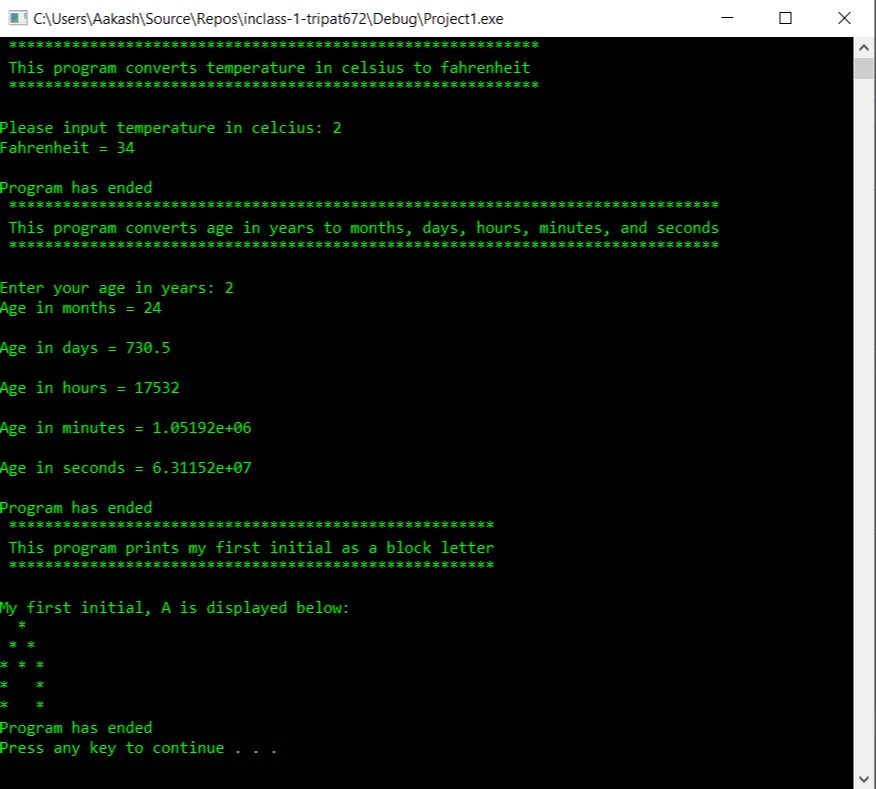 C:\Users\Aakash\Source\Repos\inclass-1-tripat672\Debug\Project1.exe
***********************************************************
This program converts temperature in celsius to fahrenheit
***********************************************************
Please input temperature in celcius: 2
Fahrenheit = 34
Program has ended
*******************************************************************************
This program converts age in years to months, days, hours, minutes, and seconds
*******************************************************************************
Enter your age in years: 2
Age in months = 24
Age in days = 730.5
Age in hours = 17532
Age in minutes = 1.05192e+06
Age in seconds = 6.31152e+07
Program has ended
******************************************************
This program prints my first initial as a block letter
******************************************************
My first initial, A is displayed below:
  *
 * *
* * *
*   *
*   *
Program has ended
Press any key to continue . . .